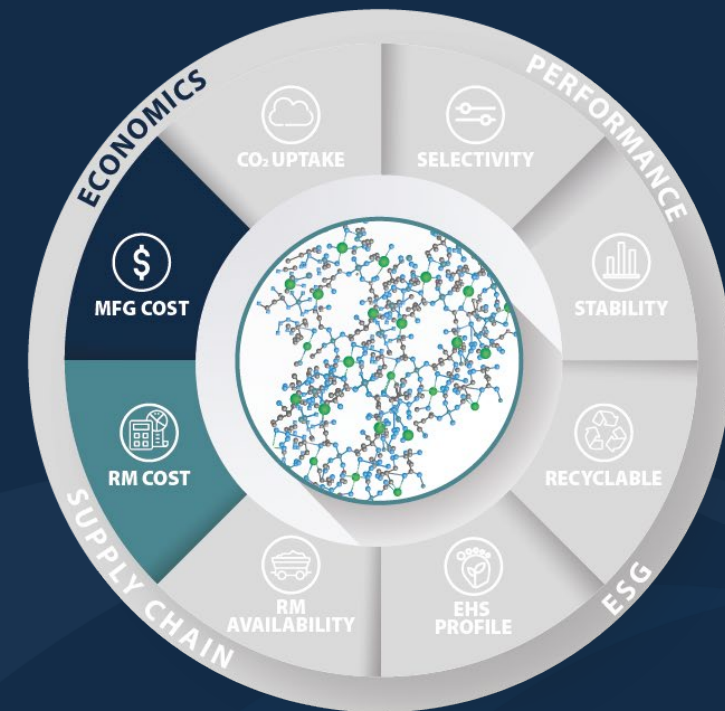 ECONOMICS
PERFORMANCE
CO₂ UPTAKE
SELECTIVITY
$
MFG COST
STABILITY
RM COST
RECYCLABLE
RM
AVAILABILITY
EHS
PROFILE
SUPPLY CHAIN
ESG